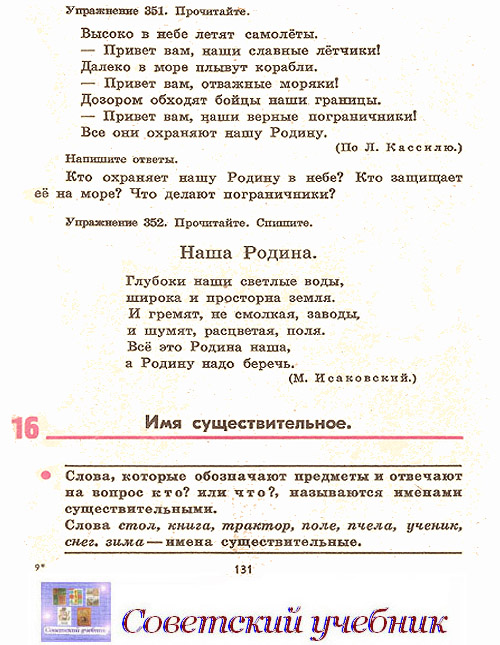 Упражнение 351. Прочитайте.
Высоко в небе летят самолёты.
— Привет вам, наши славные лётчики!
Далеко в море плывут корабли.
— Привет вам, отважные моряки!
Дозором обходят бойцы наши границы.
— Привет вам, наши верные пограничники!
Все они охраняют нашу Родину.
(По Л. Кассилю.)
Напишите ответы.
Кто охраняет нашу Родину в небе? Кто защищает
её на море? Что делают пограничники?
Упражнение 352. Прочитайте. Спишите.
Наша Родина.
Глубоки наши светлые воды,
широка и просторна земля.
И гремят, не смолкая, заводы,
и шумят, расцветая, поля.
Всё это Родина наша,
а Родину надо беречь.
(М. Исаковский.)
16 Имя существительное.
Слова, которые обозначают предметы и отвечают
на вопрос кто? или что?, называются именами
существительными.
Слова стол, книга, трактор, поле, пчела, ученик,
снег, зима — имена существительные.
9* 131
Советский учебник
Советский учебник